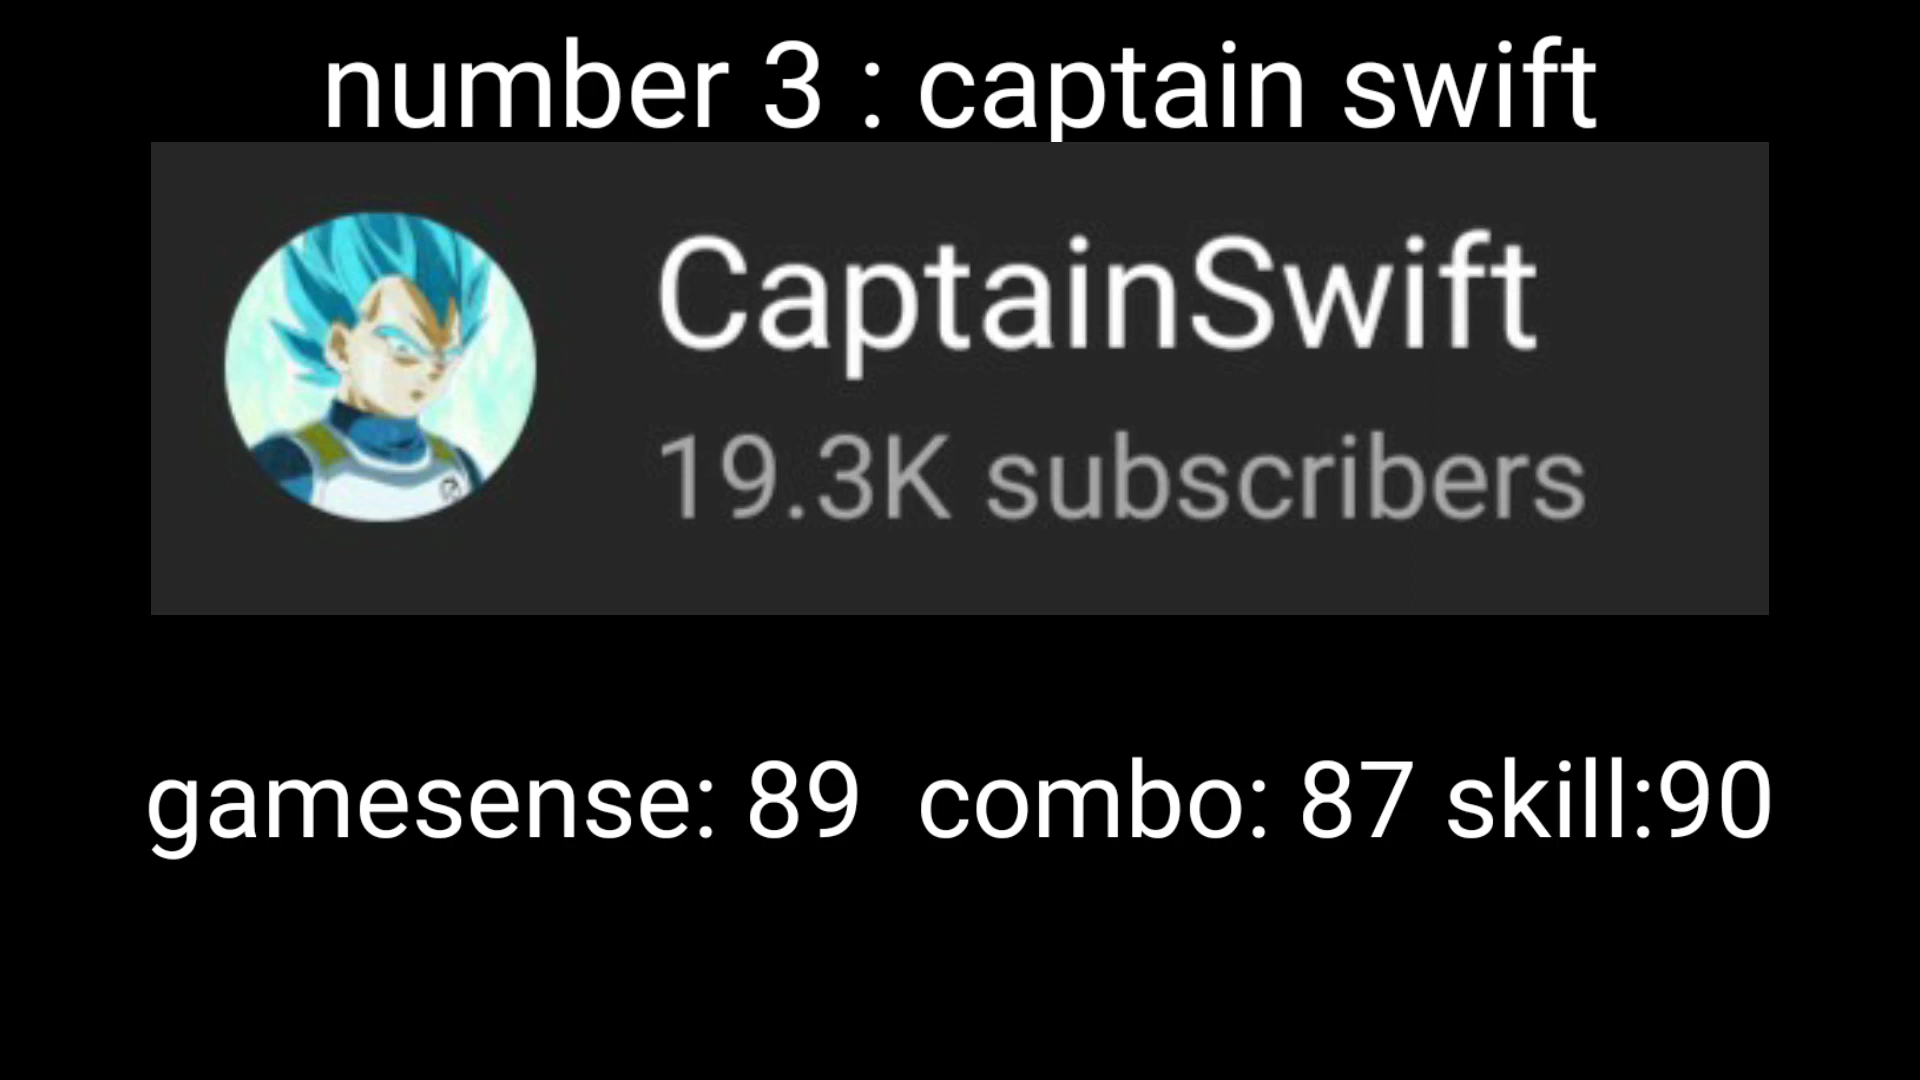 number 3 : captain swift
CaptainSwift
19.3K subscribers
gamesense: 89  combo: 87 skill:90